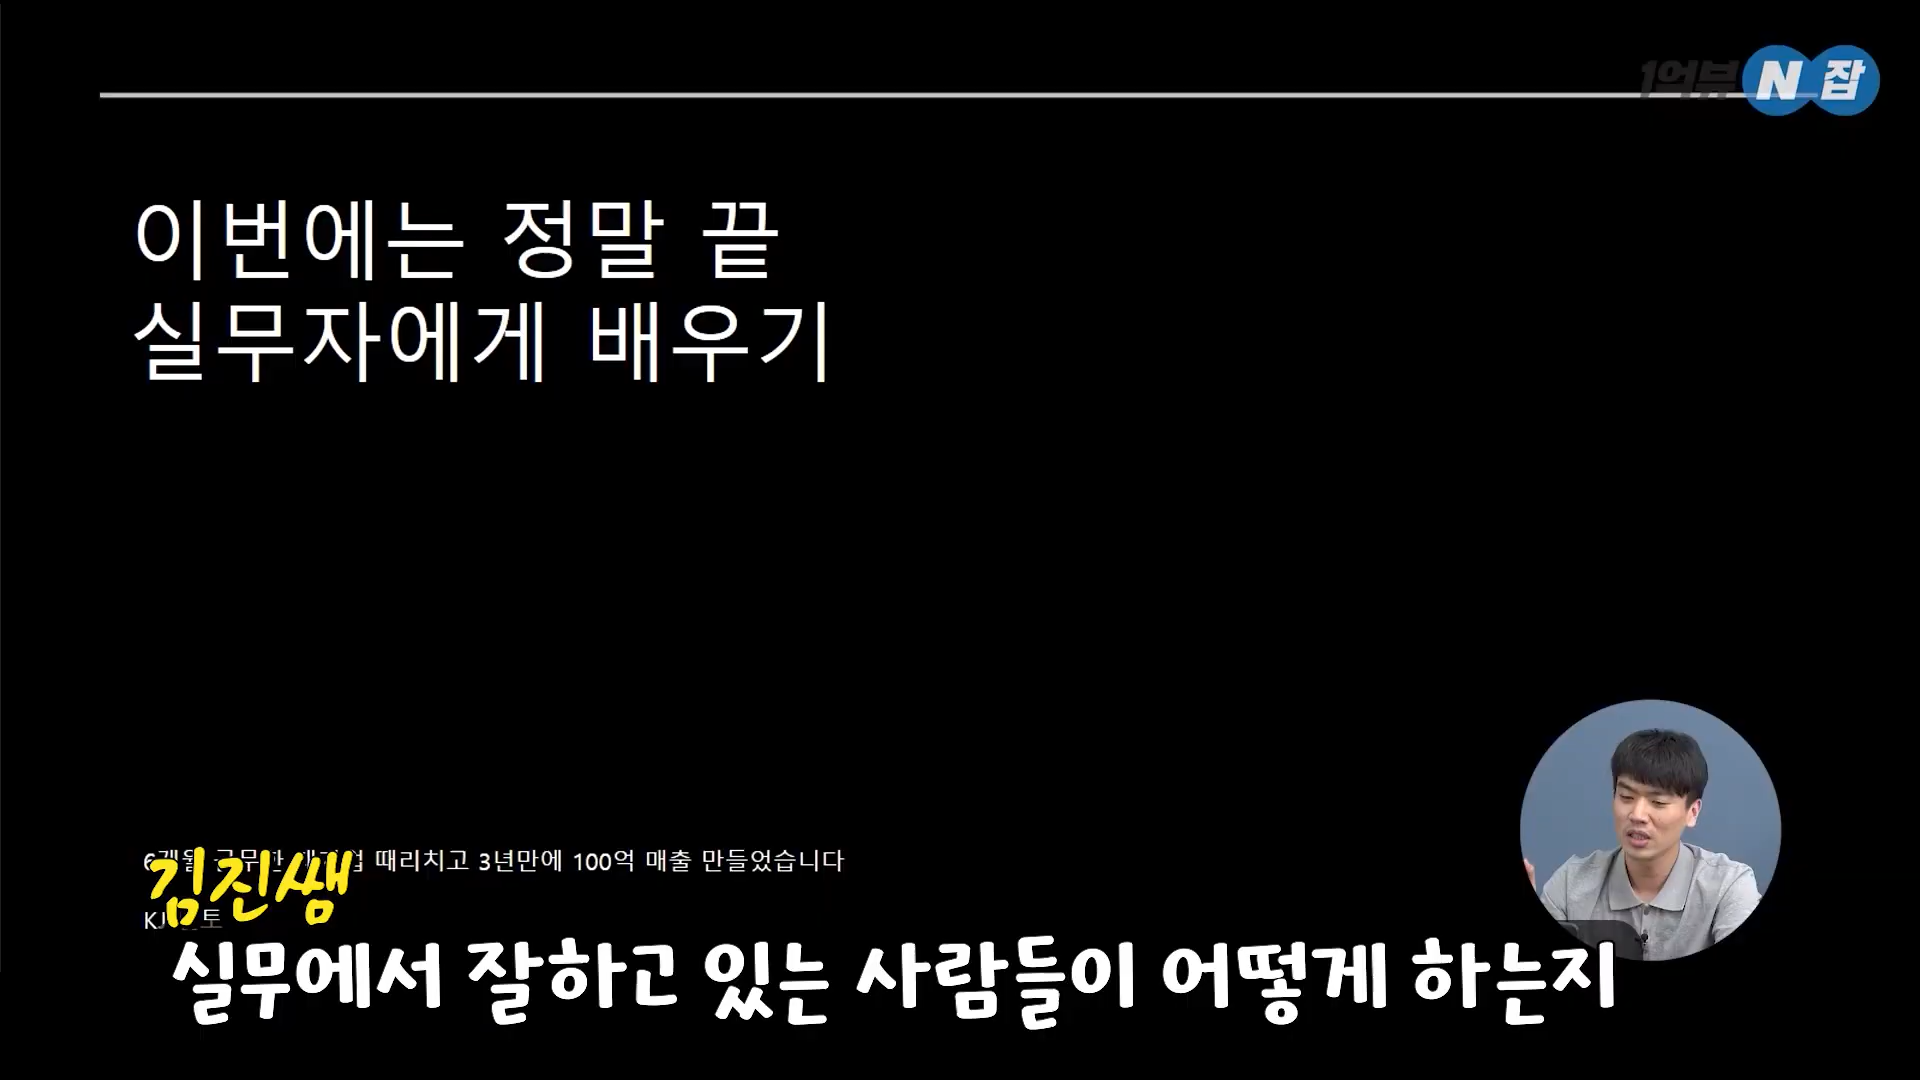 1억뷰 N 잡
이번에는 정말 끝
실무자에게 배우기
때리치고 3년만에 100억 매출 만들었습니다
김진쌤
실무에서 잘하고 있는 사람들이 어떻게 하는지